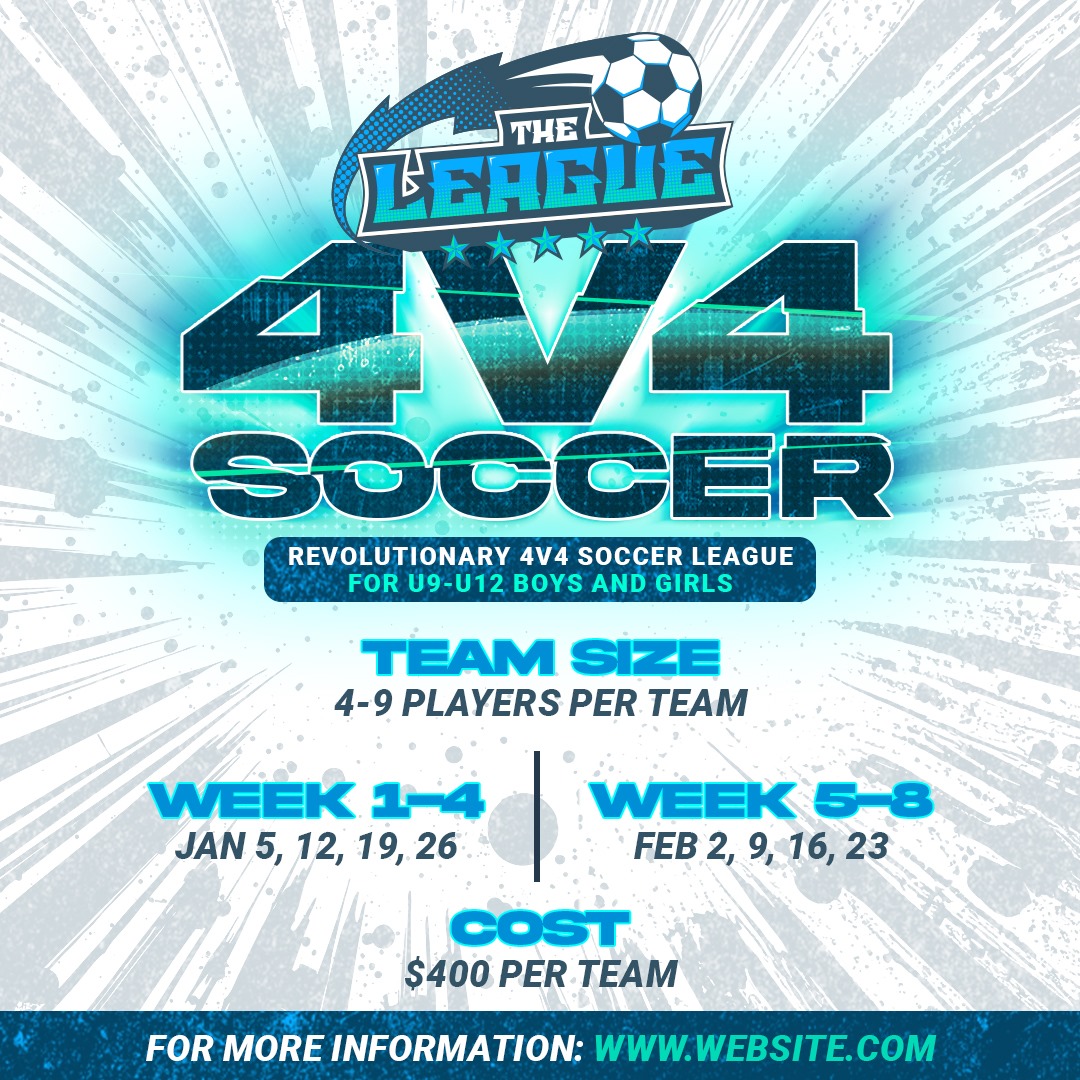 THE
LEAGUE
4V4
SOCCER
REVOLUTIONARY 4V4 SOCCER LEAGUE
FOR U9-U12 BOYS AND GIRLS
TEAM SIZE
4-9 PLAYERS PER TEAM
WEEK 1–4
JAN 5, 12, 19, 26
WEEK 5–8
FEB 2, 9, 16, 23
COST
$400 PER TEAM
FOR MORE INFORMATION: WWW.WEBSITE.COM